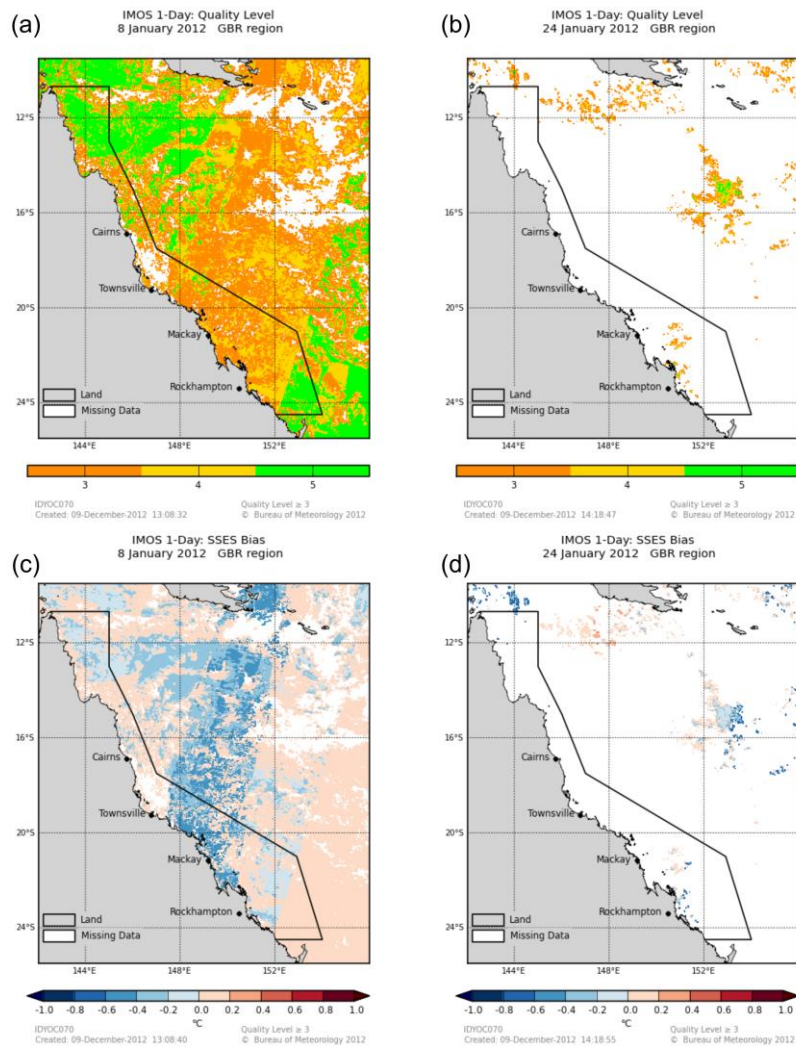 (a)
IMOS 1-Day: Quality Level
8 January 2012 GBR region
12°S
16°S
Cairns
Townsville
20°S
Mackay
Rockhampton
Land
Missing Data
24°S
144°E 148°E 152°E
3 4 5
IDYOC070 Quality Level ≥ 3
Created: 09-December-2012 13:08:32 © Bureau of Meteorology 2012
(b)
IMOS 1-Day: Quality Level
24 January 2012 GBR region
12°S
16°S
Cairns
Townsville
20°S
Mackay
Rockhampton
Land
Missing Data
24°S
144°E 148°E 152°E
3 4 5
IDYOC070 Quality Level ≥ 3
Created: 09-December-2012 14:18:47 © Bureau of Meteorology 2012
(c)
IMOS 1-Day: SSES Bias
8 January 2012 GBR region
12°S
16°S
Cairns
Townsville
20°S
Mackay
Rockhampton
Land
Missing Data
24°S
144°E 148°E 152°E
-1.0 -0.8 -0.6 -0.4 -0.2 0.0 0.2 0.4 0.6 0.8 1.0
°C
IDYOC070 Quality Level ≥ 3
Created: 09-December-2012 13:08:40 © Bureau of Meteorology 2012
(d)
IMOS 1-Day: SSES Bias
24 January 2012 GBR region
12°S
16°S
Cairns
Townsville
20°S
Mackay
Rockhampton
Land
Missing Data
24°S
144°E 148°E 152°E
-1.0 -0.8 -0.6 -0.4 -0.2 0.0 0.2 0.4 0.6 0.8 1.0
°C
IDYOC070 Quality Level ≥ 3
Created: 09-December-2012 14:18:55 © Bureau of Meteorology 2012